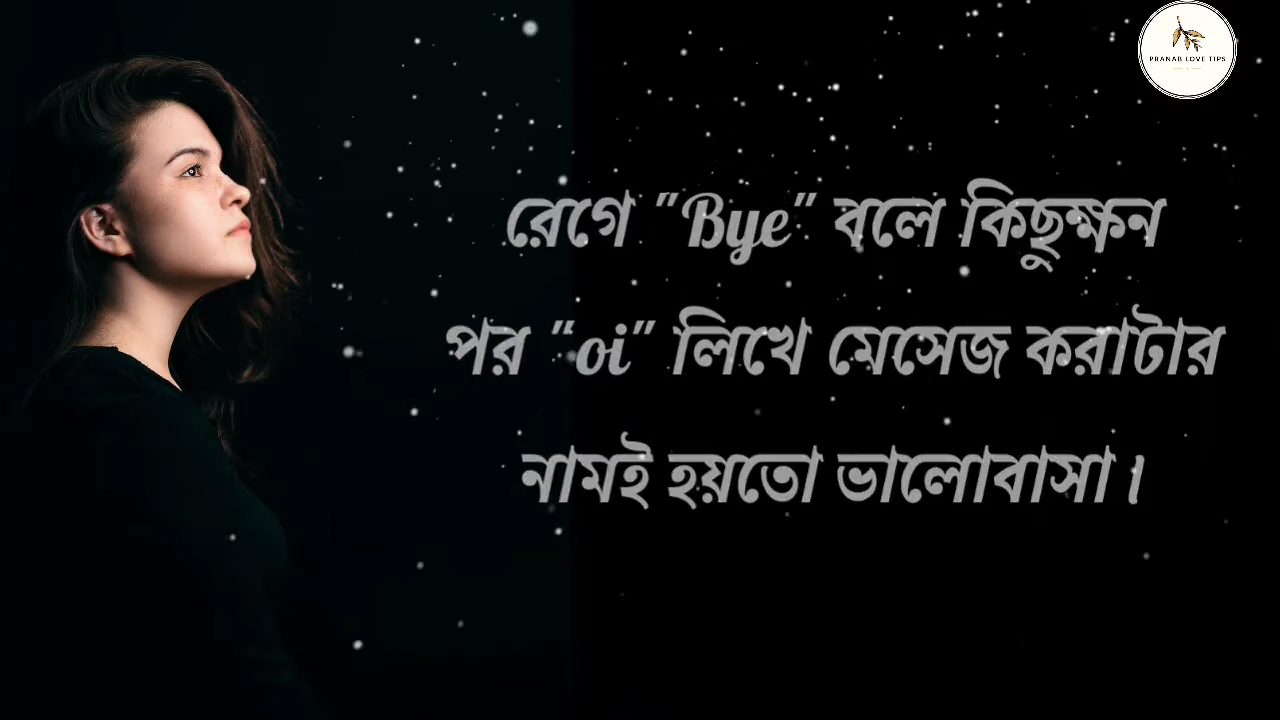 PRANAB LOVE TIPS
রেগে "Bye" বলে কিছুক্ষন
পর "oi" লিখে মেসেজ করাটার
নামই হয়তো ভালোবাসা।